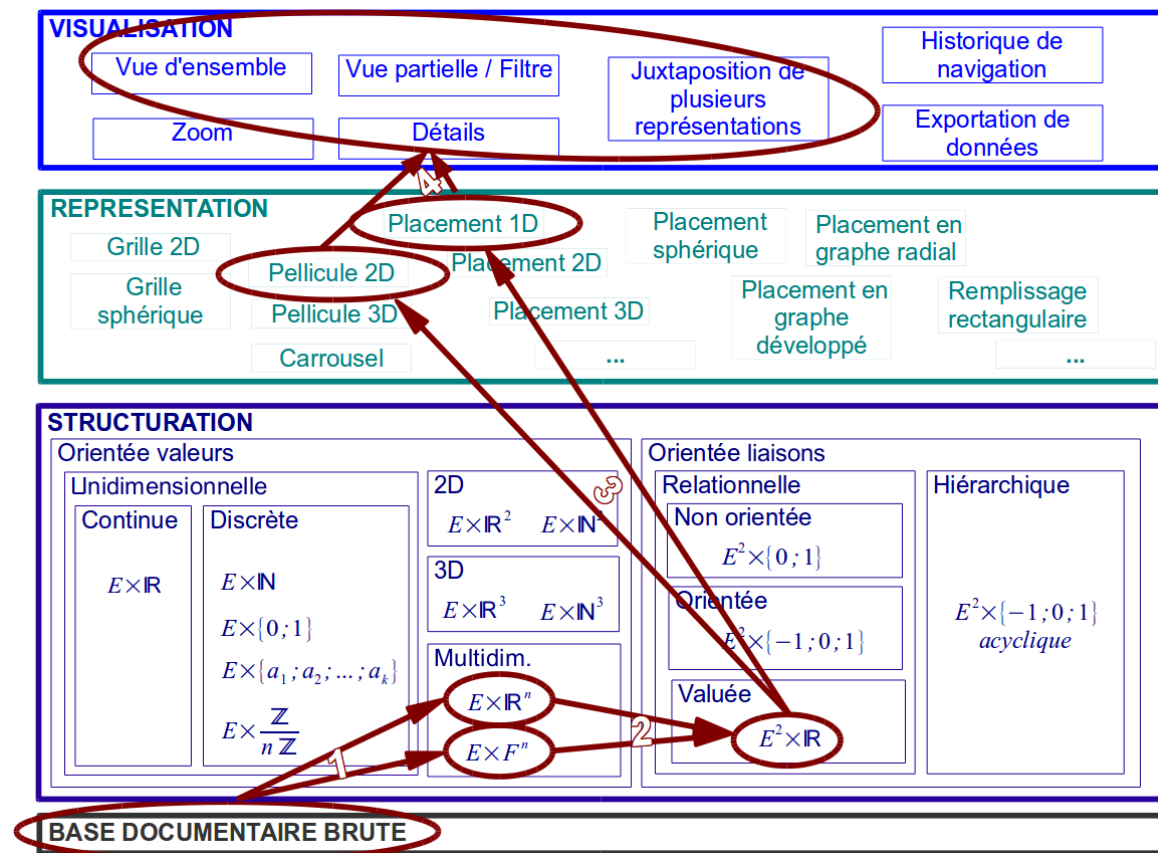 VISUALISATION
Vue d'ensemble
Vue partielle / Filtre
Juxtaposition de
plusieurs
représentations
Historique de
navigation
Zoom
Détails
Exportation de
données
4
REPRESENTATION
Grille 2D
Grille
sphérique
Pellicule 2D
Pellicule 3D
Carrousel
Placement 1D
Placement 2D
Placement 3D
...
Placement
sphérique
Placement en
graphe radial
Placement en
graphe
développé
Remplissage
rectangulaire
...
3
STRUCTURATION
Orientée valeurs
Unidimensionnelle
Continue
E×ℝ
Discrète
E×ℕ
E×{0;1}
E×{a₁;a₂;...;aₖ}
E×ℤ/nℤ
2D
E×ℝ² E×ℕ²
3D
E×ℝ³ E×ℕ³
Multidim.
E×ℝⁿ
E×Fⁿ
1
2
Orientée liaisons
Relationnelle
Non orientée
E²×{0;1}
Orientée
E²×{−1;0;1}
Valuée
E²×ℝ
Hiérarchique
E²×{−1;0;1}
acyclique
BASE DOCUMENTAIRE BRUTE